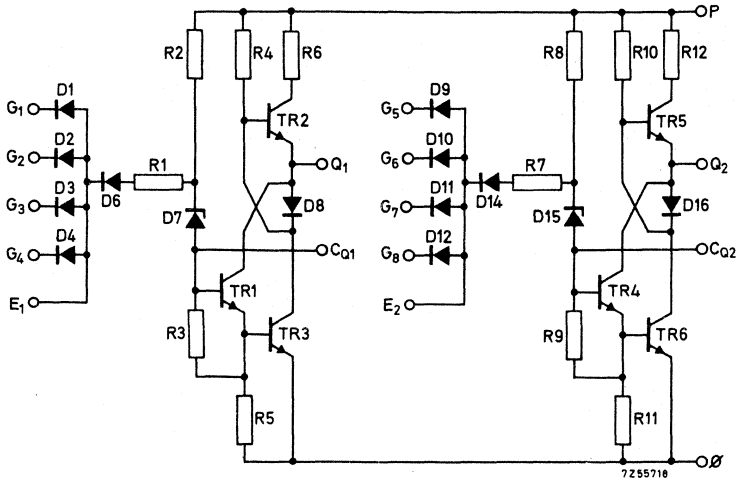 P
R2 R4 R6 R8 R10 R12
D1 D9
G1 G5
TR2 TR5
D2 D10
G2 R1 Q1 G6 R7 Q2
D3 D6 D8 D11 D14 D16
G3 D7 G7 D15
D4 D12
G4 CQ1 G8 CQ2
TR1 TR4
E1 E2
R3 TR3 R9 TR6
R5 R11
Ø
7Z55718